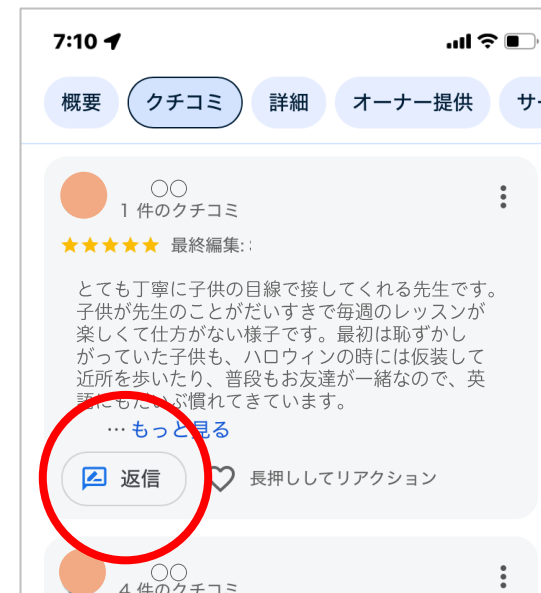 7:10
概要 クチコミ 詳細 オーナー提供 サ
〇〇
1 件のクチコミ
最終編集:
とても丁寧に子供の目線で接してくれる先生です。
子供が先生のことがだいすきで毎週のレッスンが
楽しくて仕方がない様子です。最初は恥ずかし
がっていた子供も、ハロウィンの時には仮装して
近所を歩いたり、普段もお友達が一緒なので、英
語にもだいぶ慣れてきています。
… もっと見る
返信 長押ししてリアクション
〇〇
4 件のクチコミ